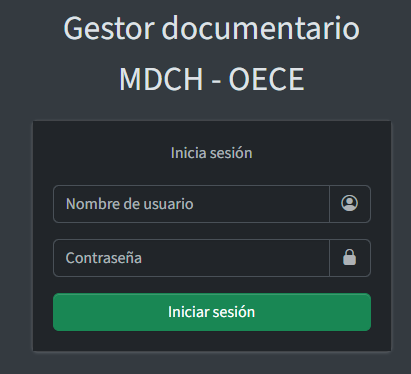 Gestor documentario
MDCH - OECE
Inicia sesión
Nombre de usuario
Contraseña
Iniciar sesión